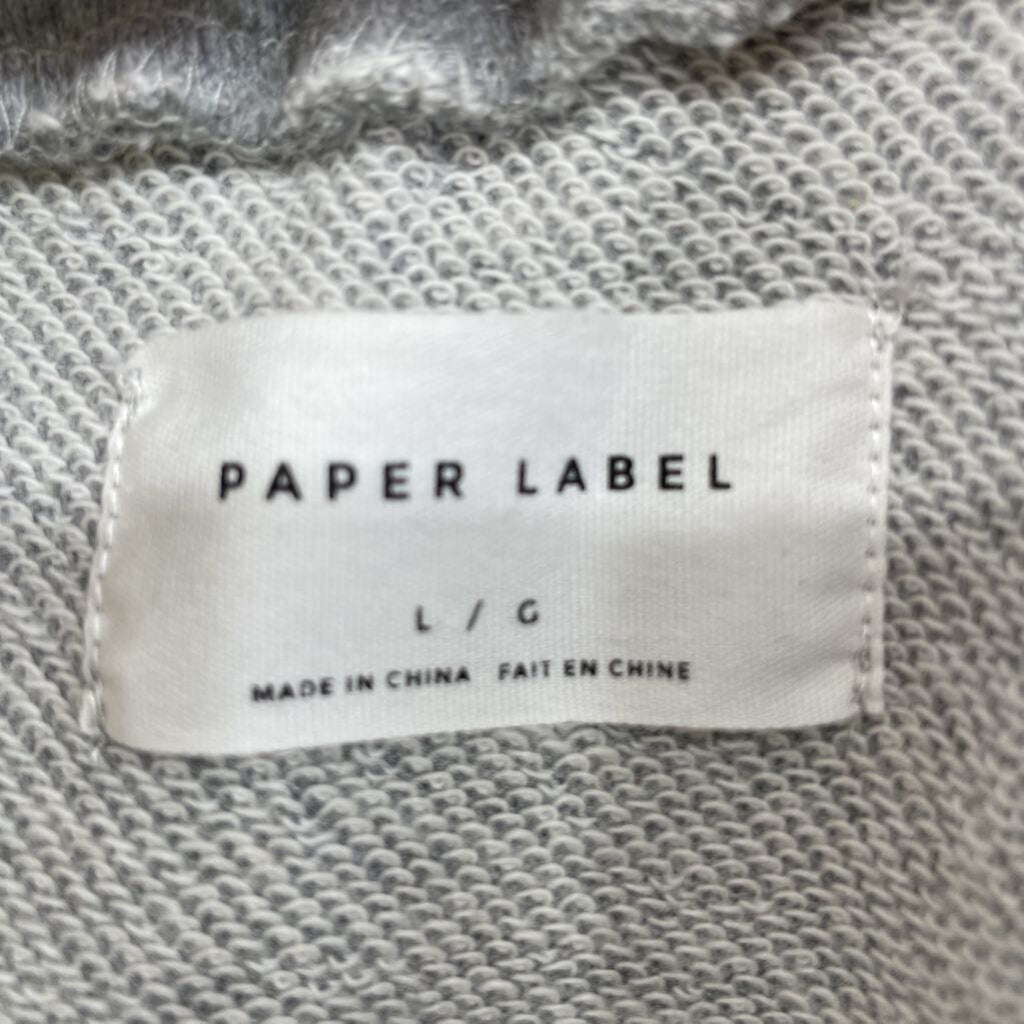 PAPER LABEL
L / G
MADE IN CHINA FAIT EN CHINE